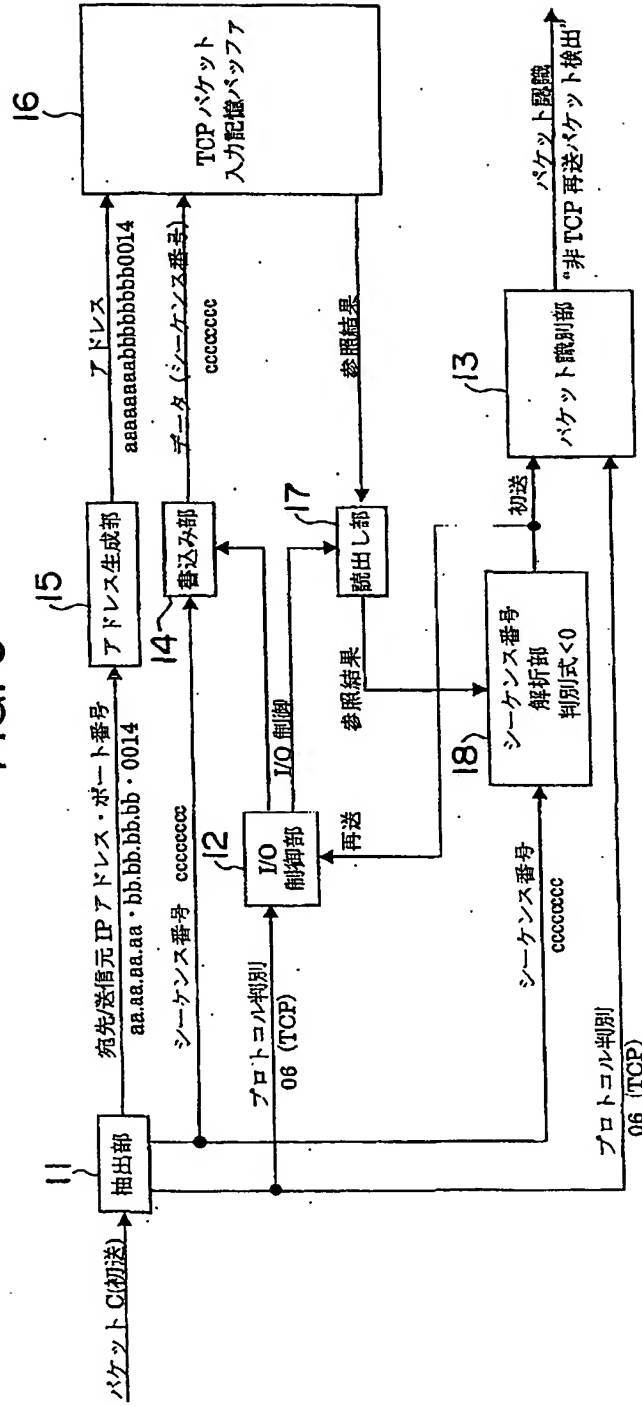 パケット C(初送)
11
抽出部
宛先/送信元 IP アドレス・ポート番号
aa.aa.aa.aa・bb.bb.bb.bb・0014
15
アドレス生成部
アドレス
aaaaaaaabbbbbbbb0014
16
TCP パケット
入力記憶バッファ
シーケンス番号 cccccccc
14
書込み部
データ (シーケンス番号)
cccccccc
プロトコル判別
06 (TCP)
12
I/O
制御部
I/O 制御
17
読出し部
参照結果
参照結果
再送
シーケンス番号
cccccccc
18
シーケンス番号
解析部
判別式<0
初送
13
パケット識別部
パケット認識
“非 TCP 再送パケット検出”
プロトコル判別
06 (TCP)